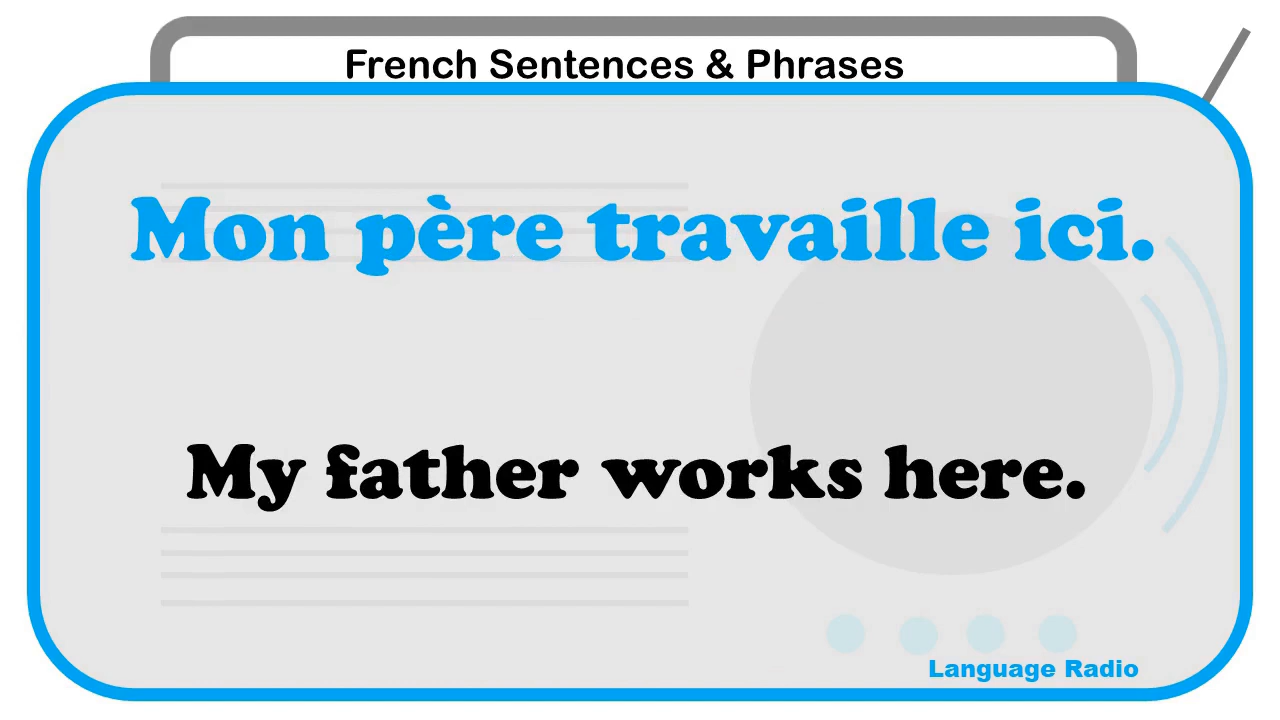 French Sentences & Phrases
Mon père travaille ici.
My father works here.
Language Radio